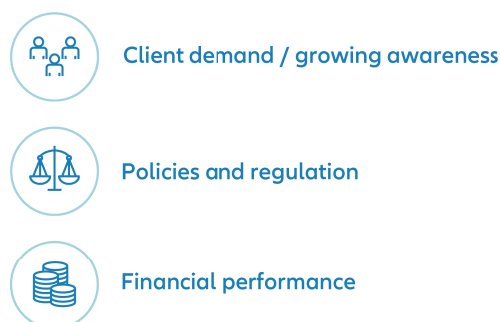 Client demand / growing awareness
Policies and regulation
Financial performance